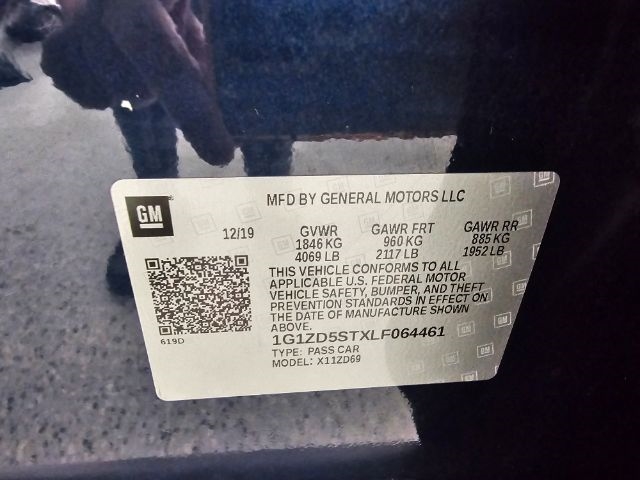 GM
MFD BY GENERAL MOTORS LLC
12/19 GVWR GAWR FRT GAWR RR
1846 KG 960 KG 885 KG
4069 LB 2117 LB 1952 LB
THIS VEHICLE CONFORMS TO ALL
APPLICABLE U.S. FEDERAL MOTOR
VEHICLE SAFETY, BUMPER, AND THEFT
PREVENTION STANDARDS IN EFFECT ON
THE DATE OF MANUFACTURE SHOWN
ABOVE.
619D
1G1ZD5STXLF064461
TYPE: PASS CAR
MODEL: X11ZD69